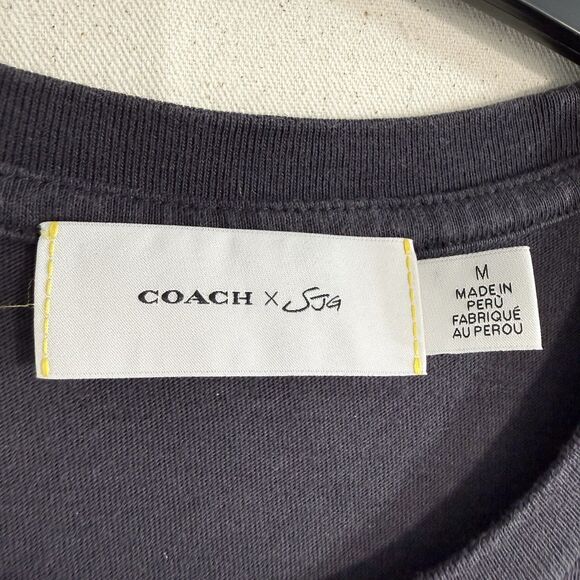 COACH × SJG
M
MADE IN
PERÚ
FABRIQUÉ
AU PEROU